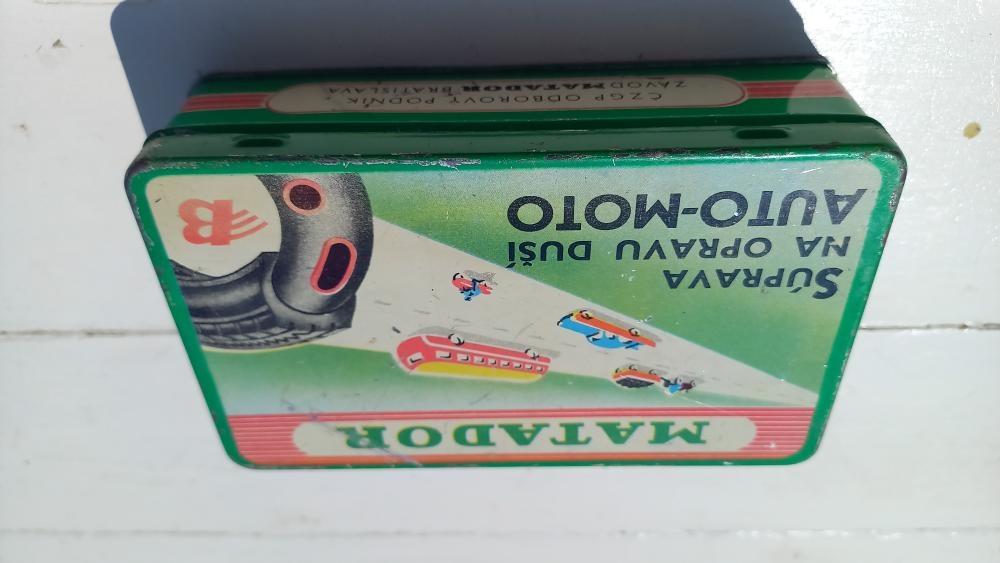 MATADOR
SÚPRAVA
NA OPRAVU DUŠÍ
AUTO-MOTO
B
ČZGP ODBOROVÝ PODNIK
ZÁVOD MATADOR BRATISLAVA